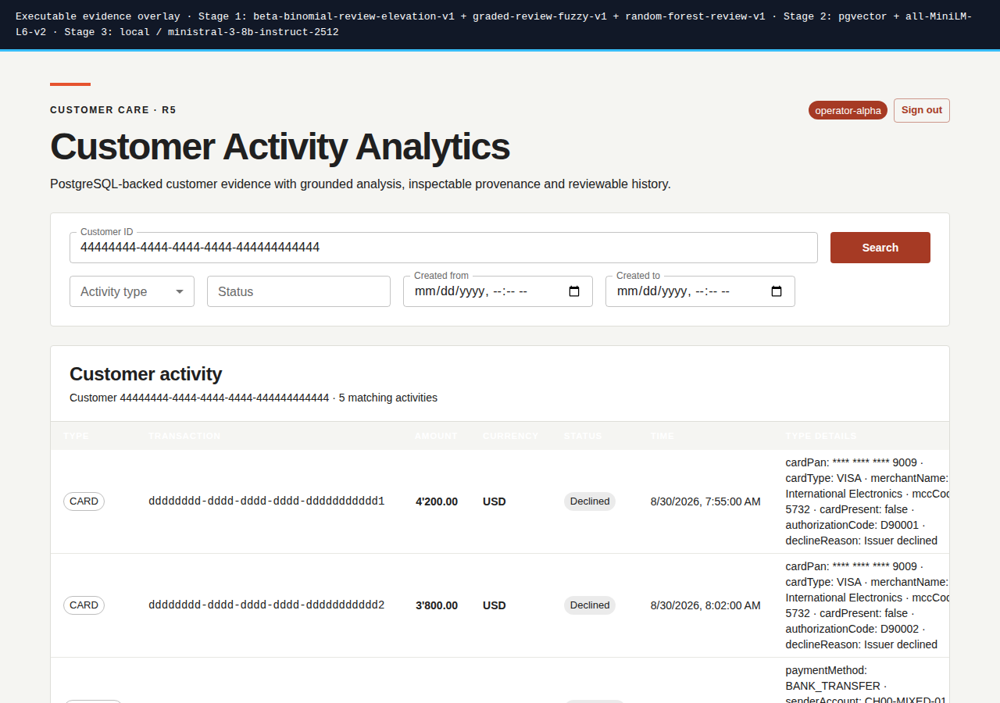 Executable evidence overlay · Stage 1: beta-binomial-review-elevation-v1 + graded-review-fuzzy-v1 + random-forest-review-v1 · Stage 2: pgvector + all-MiniLM-
L6-v2 · Stage 3: local / ministral-3-8b-instruct-2512
CUSTOMER CARE · R5
operator-alpha
Sign out
Customer Activity Analytics
PostgreSQL-backed customer evidence with grounded analysis, inspectable provenance and reviewable history.
Customer ID
44444444-4444-4444-4444-444444444444
Search
Activity type
Status
Created from
mm/dd/yyyy, --:-- --
Created to
mm/dd/yyyy, --:-- --
Customer activity
Customer 44444444-4444-4444-4444-444444444444 · 5 matching activities
TYPE TRANSACTION AMOUNT CURRENCY STATUS TIME TYPE DETAILS
CARD dddddddd-dddd-dddd-dddd-ddddddddddd1 4'200.00 USD Declined 8/30/2026, 7:55:00 AM
cardPan: **** **** **** 9009 ·
cardType: VISA · merchantName:
International Electronics · mccCod
5732 · cardPresent: false ·
authorizationCode: D90001 ·
declineReason: Issuer declined
CARD dddddddd-dddd-dddd-dddd-ddddddddddd2 3'800.00 USD Declined 8/30/2026, 8:02:00 AM
cardPan: **** **** **** 9009 ·
cardType: VISA · merchantName:
International Electronics · mccCod
5732 · cardPresent: false ·
authorizationCode: D90002 ·
declineReason: Issuer declined
paymentMethod:
BANK_TRANSFER ·
senderAccount: CH00-MIXED-01